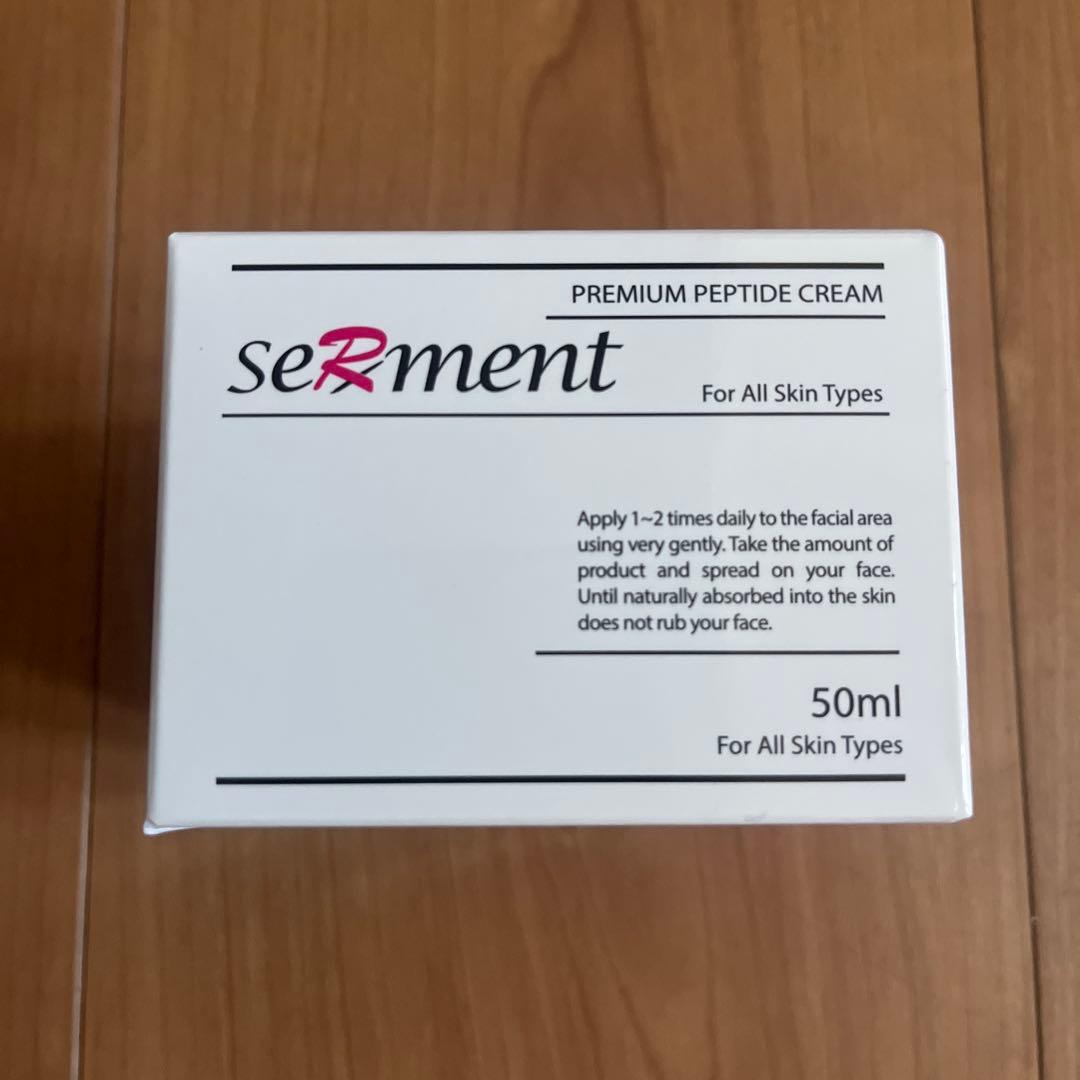 PREMIUM PEPTIDE CREAM
seRment
For All Skin Types
Apply 1~2 times daily to the facial area
using very gently. Take the amount of
product and spread on your face.
Until naturally absorbed into the skin
does not rub your face.
50ml
For All Skin Types